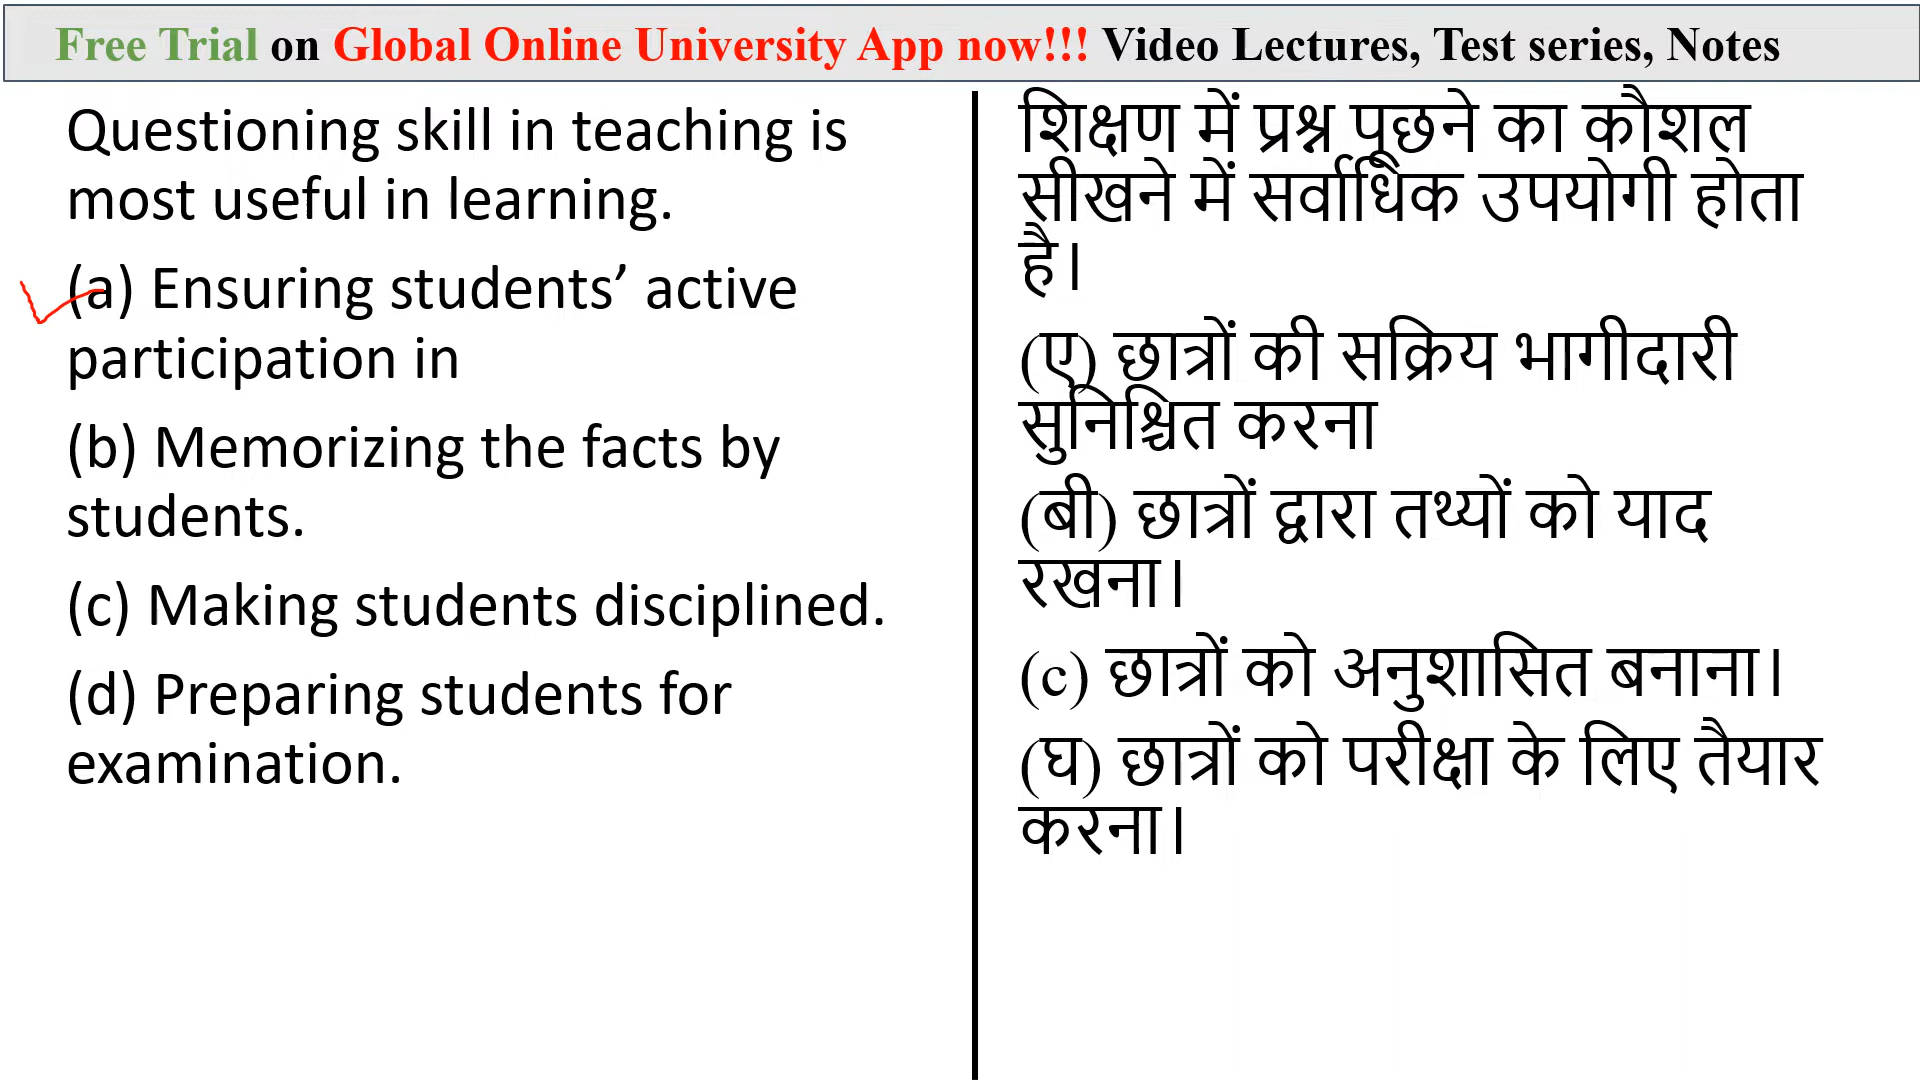 Free Trial on Global Online University App now!!! Video Lectures, Test series, Notes
Questioning skill in teaching is
most useful in learning.
(a) Ensuring students’ active
participation in
(b) Memorizing the facts by
students.
(c) Making students disciplined.
(d) Preparing students for
examination.
शिक्षण में प्रश्न पूछने का कौशल
सीखने में सर्वाधिक उपयोगी होता
है।
(ए) छात्रों की सक्रिय भागीदारी
सुनिश्चित करना
(बी) छात्रों द्वारा तथ्यों को याद
रखना।
(c) छात्रों को अनुशासित बनाना।
(घ) छात्रों को परीक्षा के लिए तैयार
करना।